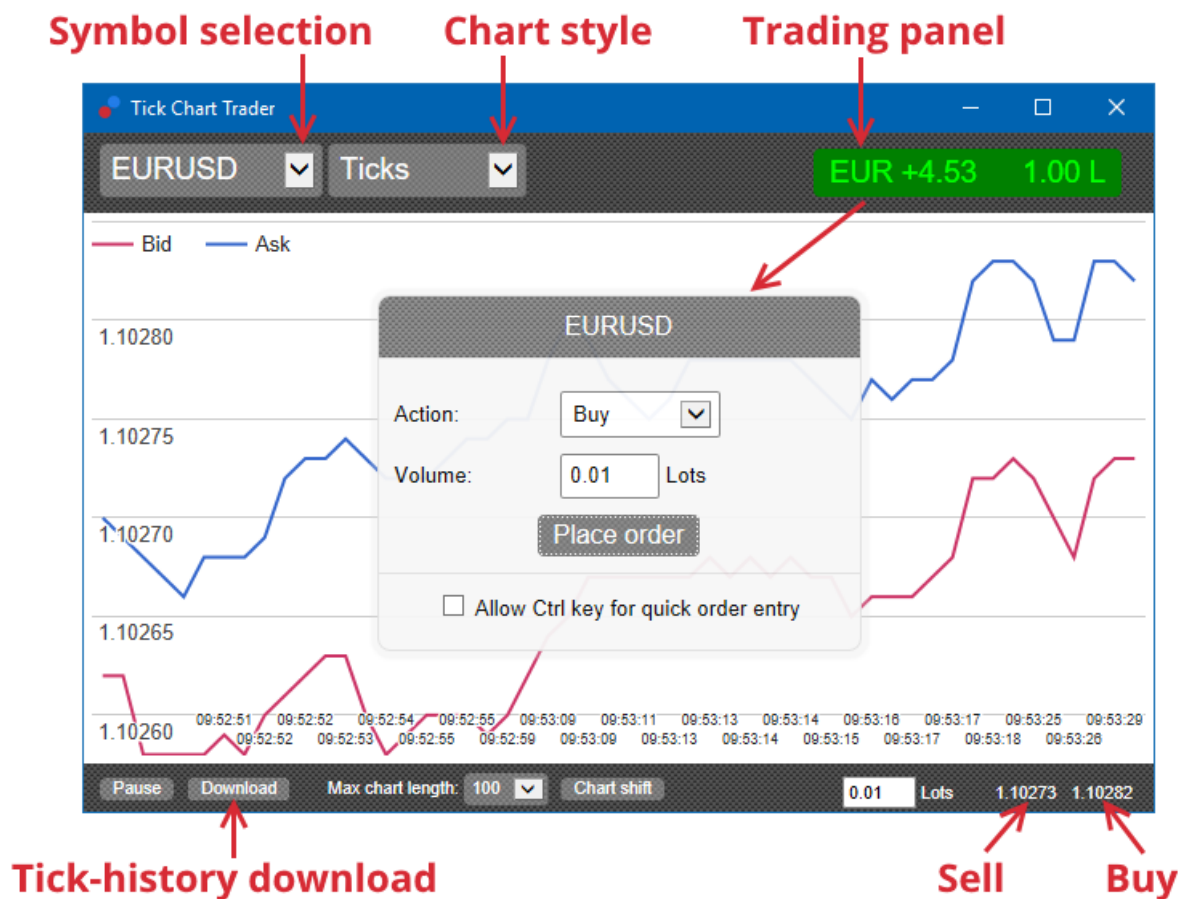 Symbol selection Chart style Trading panel
Tick Chart Trader
EURUSD Ticks EUR +4.53 1.00 L
Bid Ask
EURUSD
1.10280
Action: Buy
1.10275
Volume: 0.01 Lots
1.10270
Place order
Allow Ctrl key for quick order entry
1.10265
09:52:51 09:52:52 09:52:54 09:52:55 09:53:09 09:53:11 09:53:13 09:53:14 09:53:16 09:53:17 09:53:25 09:53:29
1.10260
09:52:52 09:52:53 09:52:55 09:52:59 09:53:09 09:53:13 09:53:14 09:53:15 09:53:17 09:53:18 09:53:26
Pause Download Max chart length: 100 Chart shift 0.01 Lots 1.10273 1.10282
Tick-history download Sell Buy